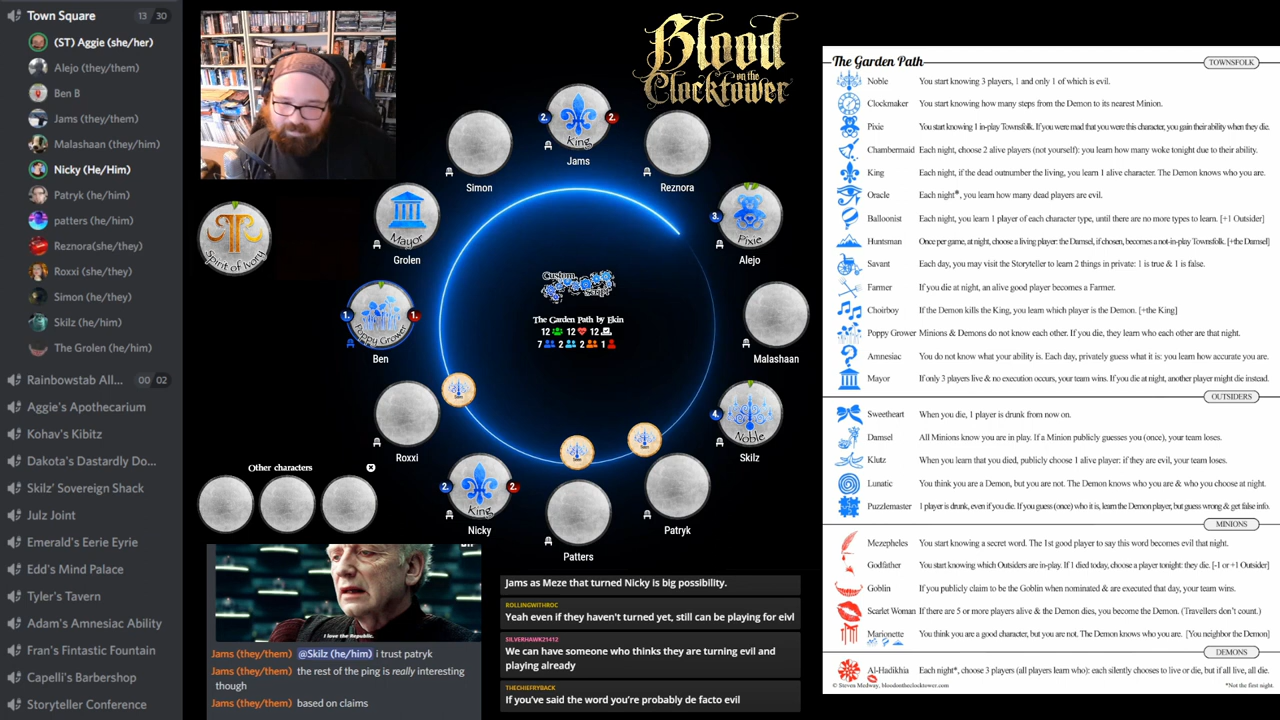 Town Square
13 / 30
(ST) Aggie (she/her)
Alejo (they/them)
Ben B
Jams (they/them)
Malashaan (they/him)
Nicky (He/Him)
Patryk (he/him)
patters (he/him)
Reznora(she/they)
Roxxi (she/they)
Simon (he/they)
Skilz (he/him)
The Grolen (he/him)
Rainbowstab All...
00 / 02
Aggie's Apothecarium
Kohav's Kibitz
Dakota's Dastardly Do...
Skilz' Sovereign Shack
Julz Joint
Emerald's Eerie Eyrie
Edd's Mind Palace
Tyler's Tavern
Adam's Amnesiac Ability
Fran's Fintastic Fountain
Capelli's Barbershop
Storyteller Conference
Blood
on the
Clocktower
Spirit of Ivory
2.
King
2.
Jams
Simon
Reznora
Mayor
Grolen
3.
Pixie
Alejo
1.
Poppy Grower
1.
Ben
Malashaan
Custom
Script
The Garden Path by Ekin
12 12 12
7 2 2 1
4.
Noble
Skilz
Roxxi
2.
King
2.
Nicky
Patters
Patryk
Other characters
I love the Republic.
Jams (they/them) @Skilz (he/him) i trust patryk
Jams (they/them) the rest of the ping is really interesting
though
Jams (they/them) based on claims
Jams as Meze that turned Nicky is big possibility.
ROLLINGWITHROC
Yeah even if they haven't turned yet, still can be playing for eivl
SILVERHAWK21412
We can have someone who thinks they are turning evil and
playing already
THECHIEFRYBACK
If you've said the word you're probably de facto evil
The Garden Path
TOWNSFOLK
Noble You start knowing 3 players, 1 and only 1 of which is evil.
Clockmaker You start knowing how many steps from the Demon to its nearest Minion.
Pixie You start knowing 1 in-play Townsfolk. If you were mad that you were this character, you gain their ability when they die.
Chambermaid Each night, choose 2 alive players (not yourself): you learn how many woke tonight due to their ability.
King Each night, if the dead outnumber the living, you learn 1 alive character. The Demon knows who you are.
Oracle Each night*, you learn how many dead players are evil.
Balloonist Each night, you learn 1 player of each character type, until there are no more types to learn. [+1 Outsider]
Huntsman Once per game, at night, choose a living player: the Damsel, if chosen, becomes a not-in-play Townsfolk. [+the Damsel]
Savant Each day, you may visit the Storyteller to learn 2 things in private: 1 is true & 1 is false.
Farmer If you die at night, an alive good player becomes a Farmer.
Choirboy If the Demon kills the King, you learn which player is the Demon. [+the King]
Poppy Grower Minions & Demons do not know each other. If you die, they learn who each other are that night.
Amnesiac You do not know what your ability is. Each day, privately guess what it is: you learn how accurate you are.
Mayor If only 3 players live & no execution occurs, your team wins. If you die at night, another player might die instead.
OUTSIDERS
Sweetheart When you die, 1 player is drunk from now on.
Damsel All Minions know you are in play. If a Minion publicly guesses you (once), your team loses.
Klutz When you learn that you died, publicly choose 1 alive player: if they are evil, your team loses.
Lunatic You think you are a Demon, but you are not. The Demon knows who you are & who you choose at night.
Puzzlemaster 1 player is drunk, even if you die. If you guess (once) who it is, learn the Demon player, but guess wrong & get false info.
MINIONS
Mezepheles You start knowing a secret word. The 1st good player to say this word becomes evil that night.
Godfather You start knowing which Outsiders are in-play. If 1 died today, choose a player tonight: they die. [-1 or +1 Outsider]
Goblin If you publicly claim to be the Goblin when nominated & are executed that day, your team wins.
Scarlet Woman If there are 5 or more players alive & the Demon dies, you become the Demon. (Travellers don't count.)
Marionette You think you are a good character, but you are not. The Demon knows who you are. [You neighbor the Demon]
DEMONS
Al-Hadikhia Each night*, choose 3 players (all players learn who): each silently chooses to live or die, but if all live, all die.
© Steven Medway, bloodontheclocktower.com
*Not the first night.